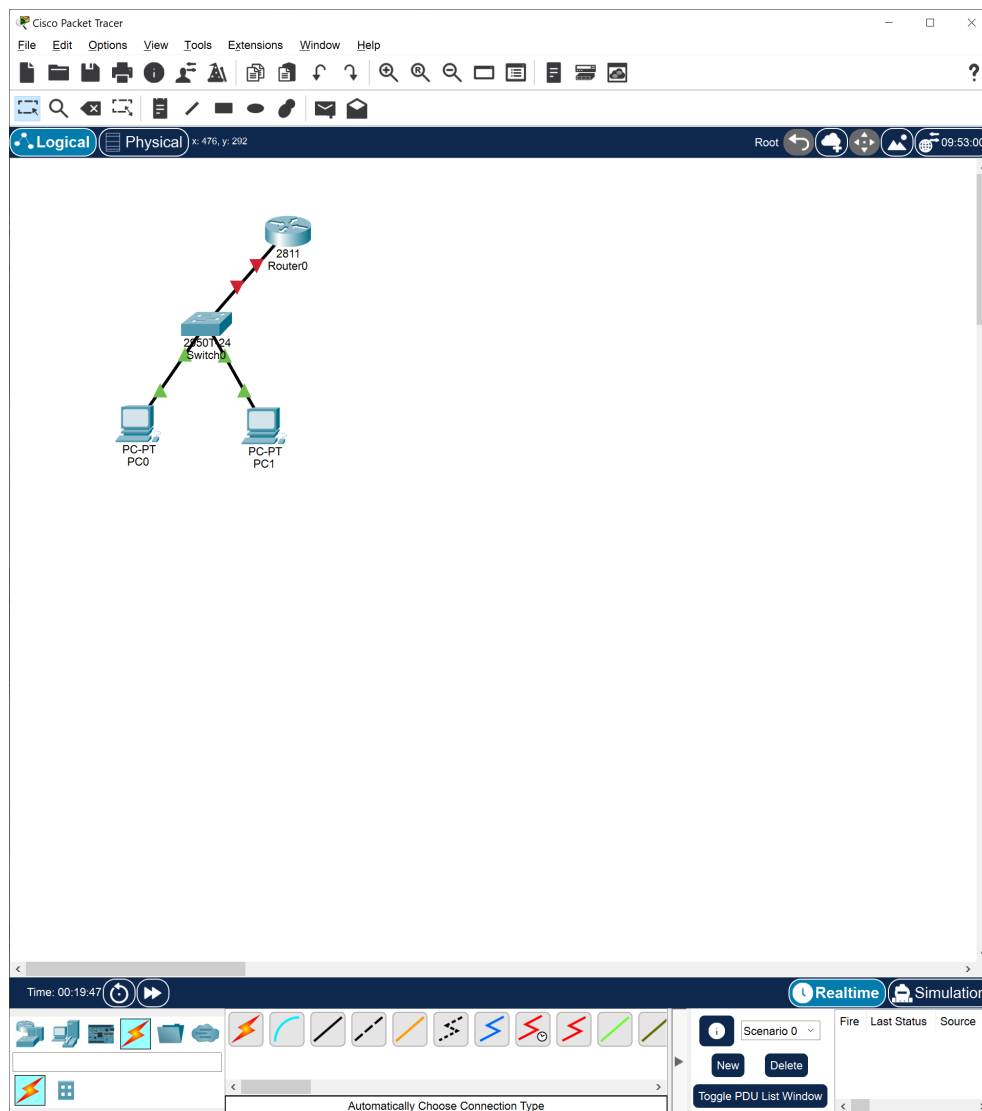 Cisco Packet Tracer
File Edit Options View Tools Extensions Window Help
?
Logical Physical x: 476, y: 292 Root 09:53:00
2811
Router0
2950T-24
Switch0
PC-PT
PC0
PC-PT
PC1
Time: 00:19:47 Realtime Simulation
Scenario 0
Fire Last Status Source
New Delete
Toggle PDU List Window
Automatically Choose Connection Type